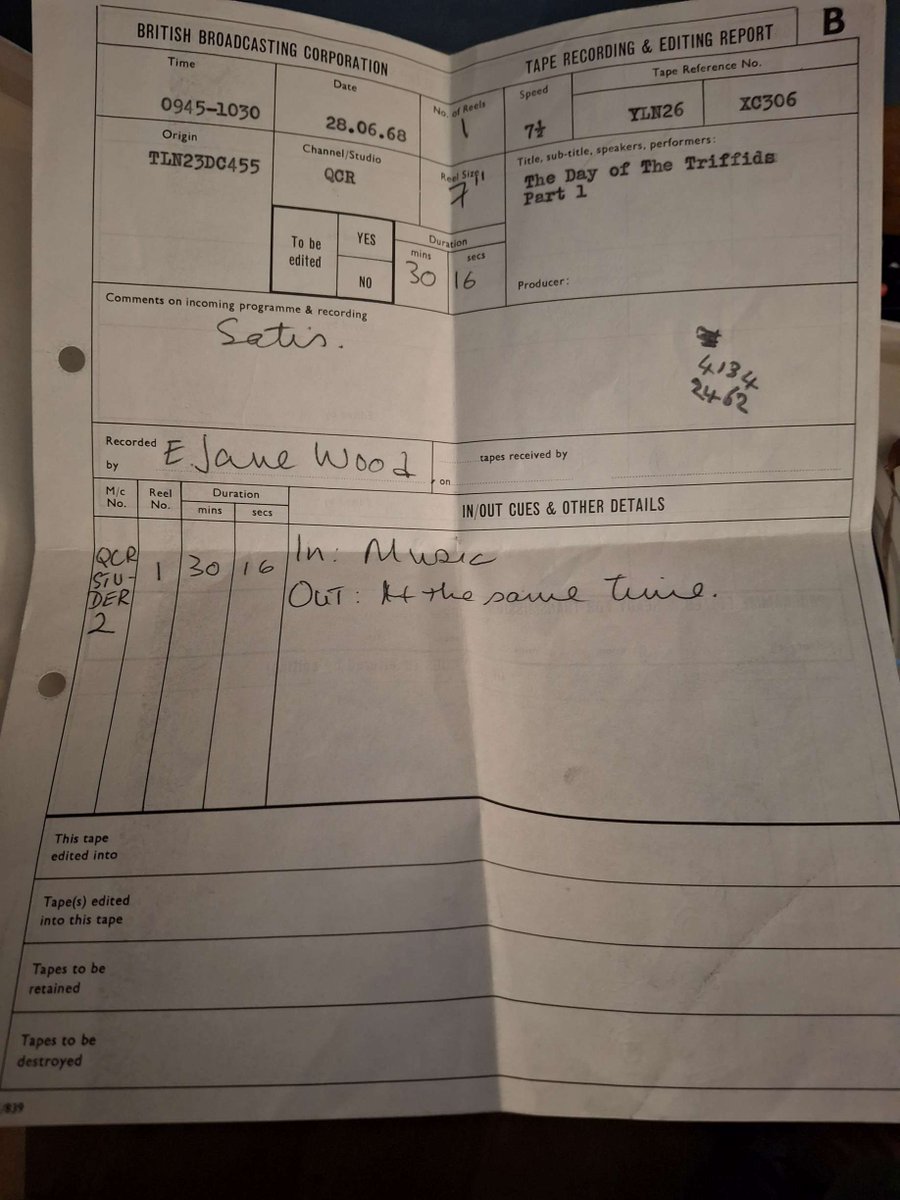 BRITISH BROADCASTING CORPORATION
TAPE RECORDING & EDITING REPORT
B
Time
0945-1030
Date
28.06.68
No. of Reels
1
Speed
7½
Tape Reference No.
YLN26
XC306
Origin
TLN23DC455
Channel/Studio
QCR
Reel Size
7"
Title, sub-title, speakers, performers:
The Day of The Triffids
Part 1
To be
edited
YES
NO
Duration
mins
secs
30
16
Producer:
Comments on incoming programme & recording
Satis.
4134
2462
Recorded
by
E. Jane Wood
tapes received by
on
M/c
No.
Reel
No.
Duration
mins
secs
IN/OUT CUES & OTHER DETAILS
QCR
STU-
DER
2
1
30
16
In: Music
OUT: At the same time.
This tape
edited into
Tape(s) edited
into this tape
Tapes to be
retained
Tapes to be
destroyed
/839